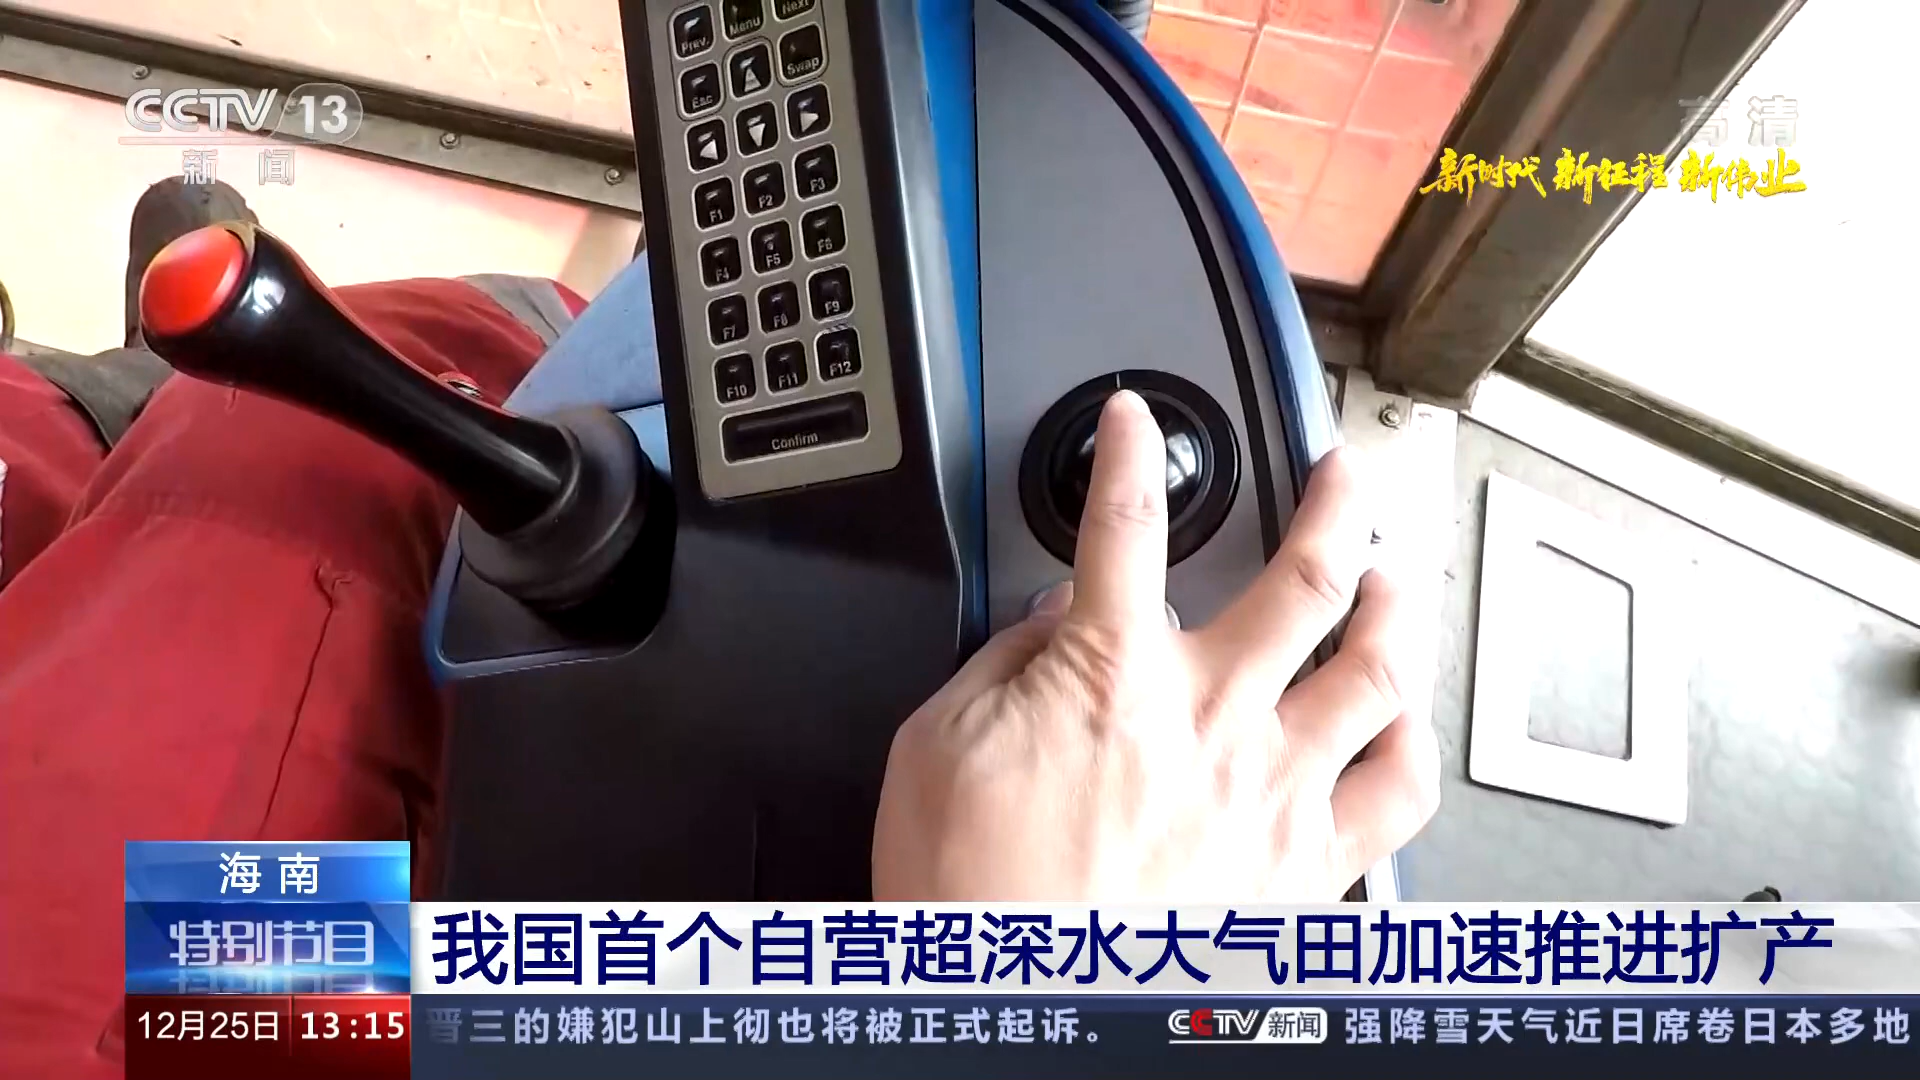 Prev.
Menu
Next
Esc
Swap
F1
F2
F3
F4
F5
F6
F7
F8
F9
F10
F11
F12
Confirm
CCTV 13
新闻
高清
新时代 新征程 新伟业
海南
特别节目
我国首个自营超深水大气田加速推进扩产
12月25日 13:15
晋三的嫌犯山上彻也将被正式起诉。 CCTV新闻 强降雪天气近日席卷日本多地